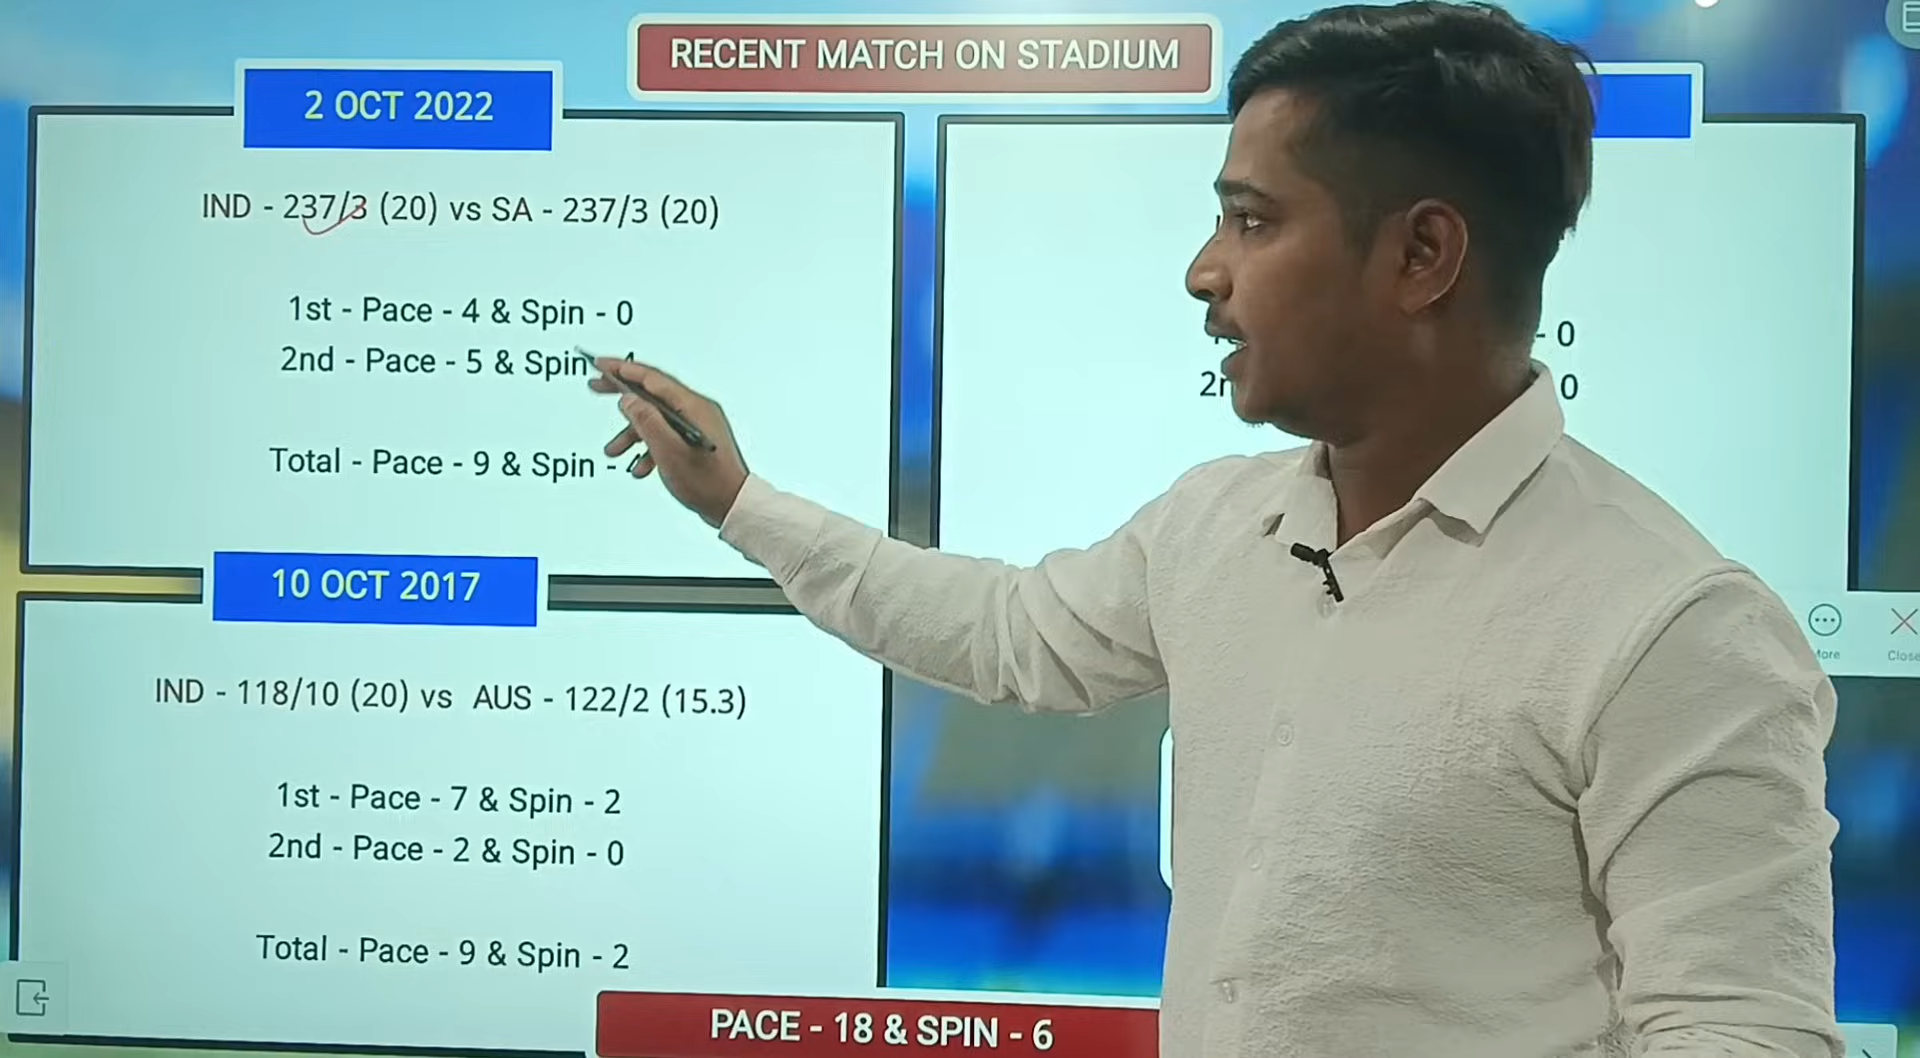 RECENT MATCH ON STADIUM
2 OCT 2022
IND - 237/3 (20) vs SA - 237/3 (20)
1st - Pace - 4 & Spin - 0
2nd - Pace - 5 & Spin
Total - Pace - 9 & Spin - 4
- 0
0
10 OCT 2017
IND - 118/10 (20) vs AUS - 122/2 (15.3)
1st - Pace - 7 & Spin - 2
2nd - Pace - 2 & Spin - 0
Total - Pace - 9 & Spin - 2
PACE - 18 & SPIN - 6
More
Close